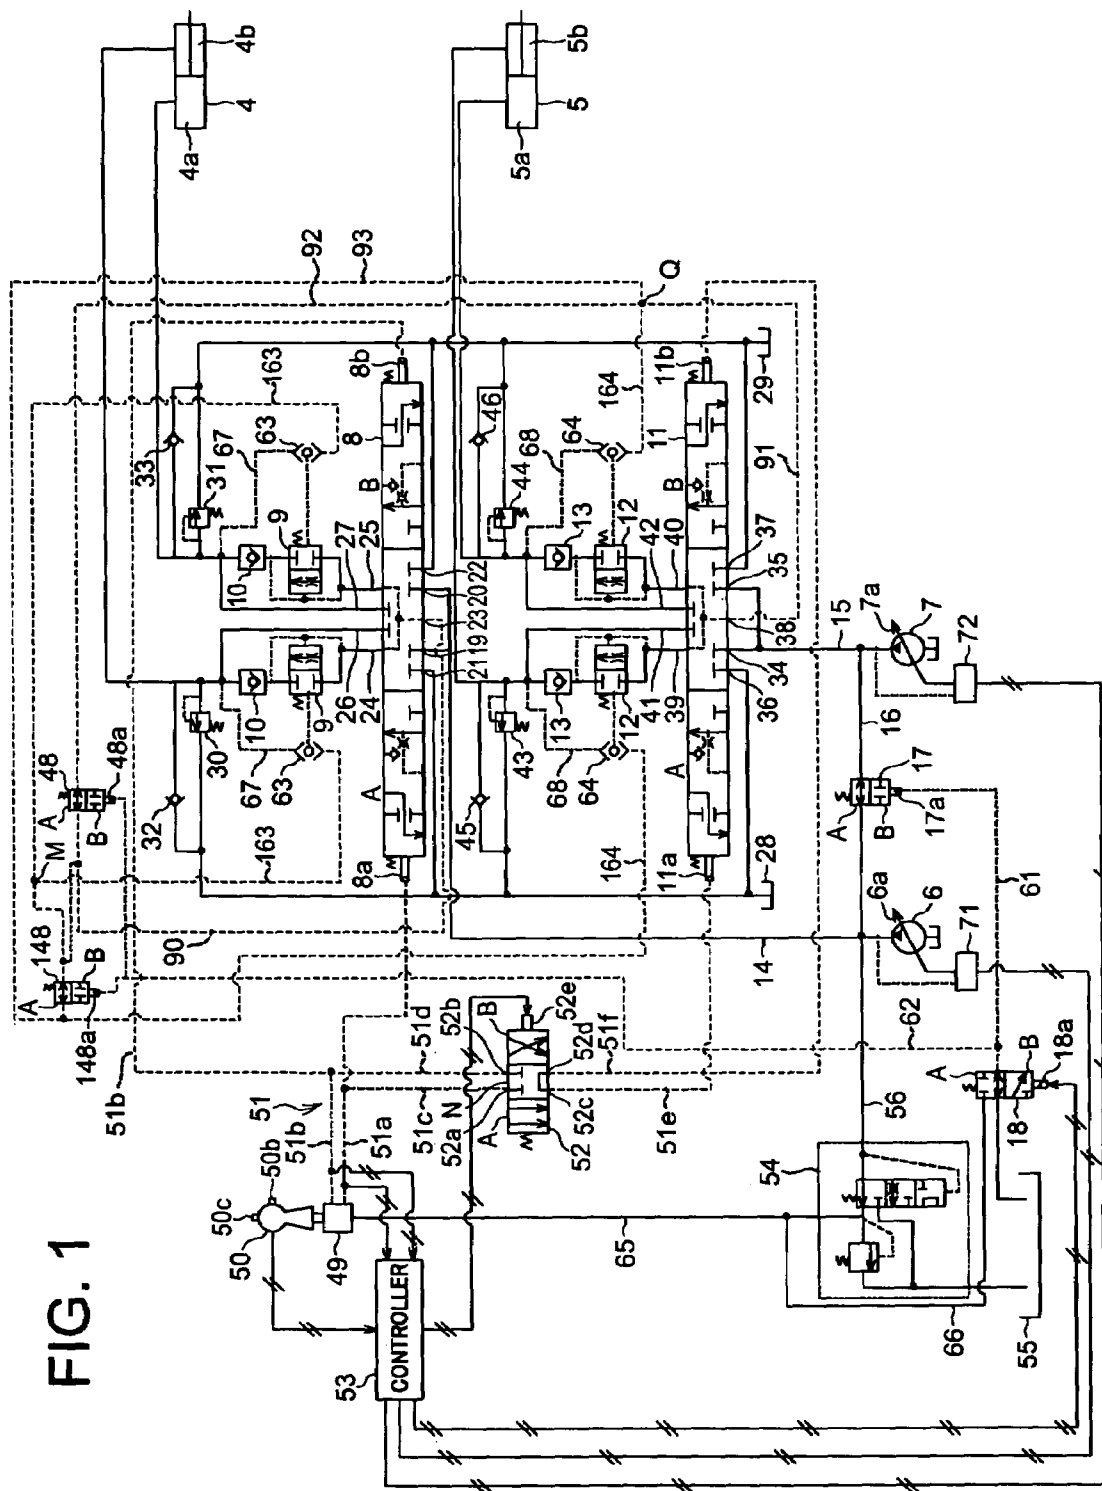 FIG. 1
4a
4
4b
5a
5
5b
92
93
Q
163
33
31
67
63
9
10
27
25
8
8b
B
22
20
23
19
21
26
24
10
9
67
63
30
32
163
A
8a
46
44
68
64
164
13
12
42
40
11
11b
B
37
35
38
34
36
41
39
13
12
68
64
43
45
164
A
11a
29
28
91
48
48a
A
B
M
148
A
B
148a
90
51b
51
51b
51a
51c
51d
52b
52a
N
A
B
52e
52d
52c
52
51f
51e
50c
50b
50
49
CONTROLLER
53
14
15
16
7a
7
72
17
A
B
17a
6a
6
71
61
62
56
54
A
B
18
18a
65
66
55